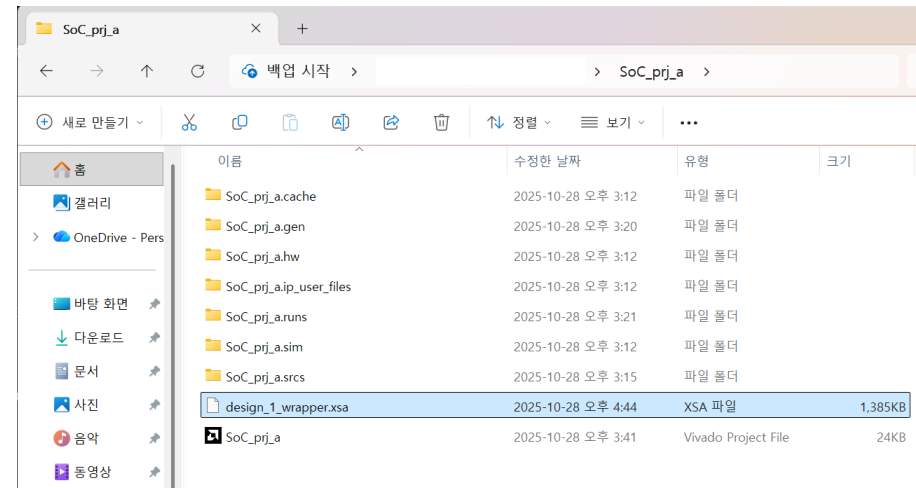 SoC_prj_a
백업 시작 > > SoC_prj_a >
새로 만들기 정렬 보기
이름 수정한 날짜 유형 크기
홈
갤러리
OneDrive - Pers
바탕 화면
다운로드
문서
사진
음악
동영상
SoC_prj_a.cache 2025-10-28 오후 3:12 파일 폴더
SoC_prj_a.gen 2025-10-28 오후 3:20 파일 폴더
SoC_prj_a.hw 2025-10-28 오후 3:12 파일 폴더
SoC_prj_a.ip_user_files 2025-10-28 오후 3:12 파일 폴더
SoC_prj_a.runs 2025-10-28 오후 3:21 파일 폴더
SoC_prj_a.sim 2025-10-28 오후 3:12 파일 폴더
SoC_prj_a.srcs 2025-10-28 오후 3:15 파일 폴더
design_1_wrapper.xsa 2025-10-28 오후 4:44 XSA 파일 1,385KB
SoC_prj_a 2025-10-28 오후 3:41 Vivado Project File 24KB